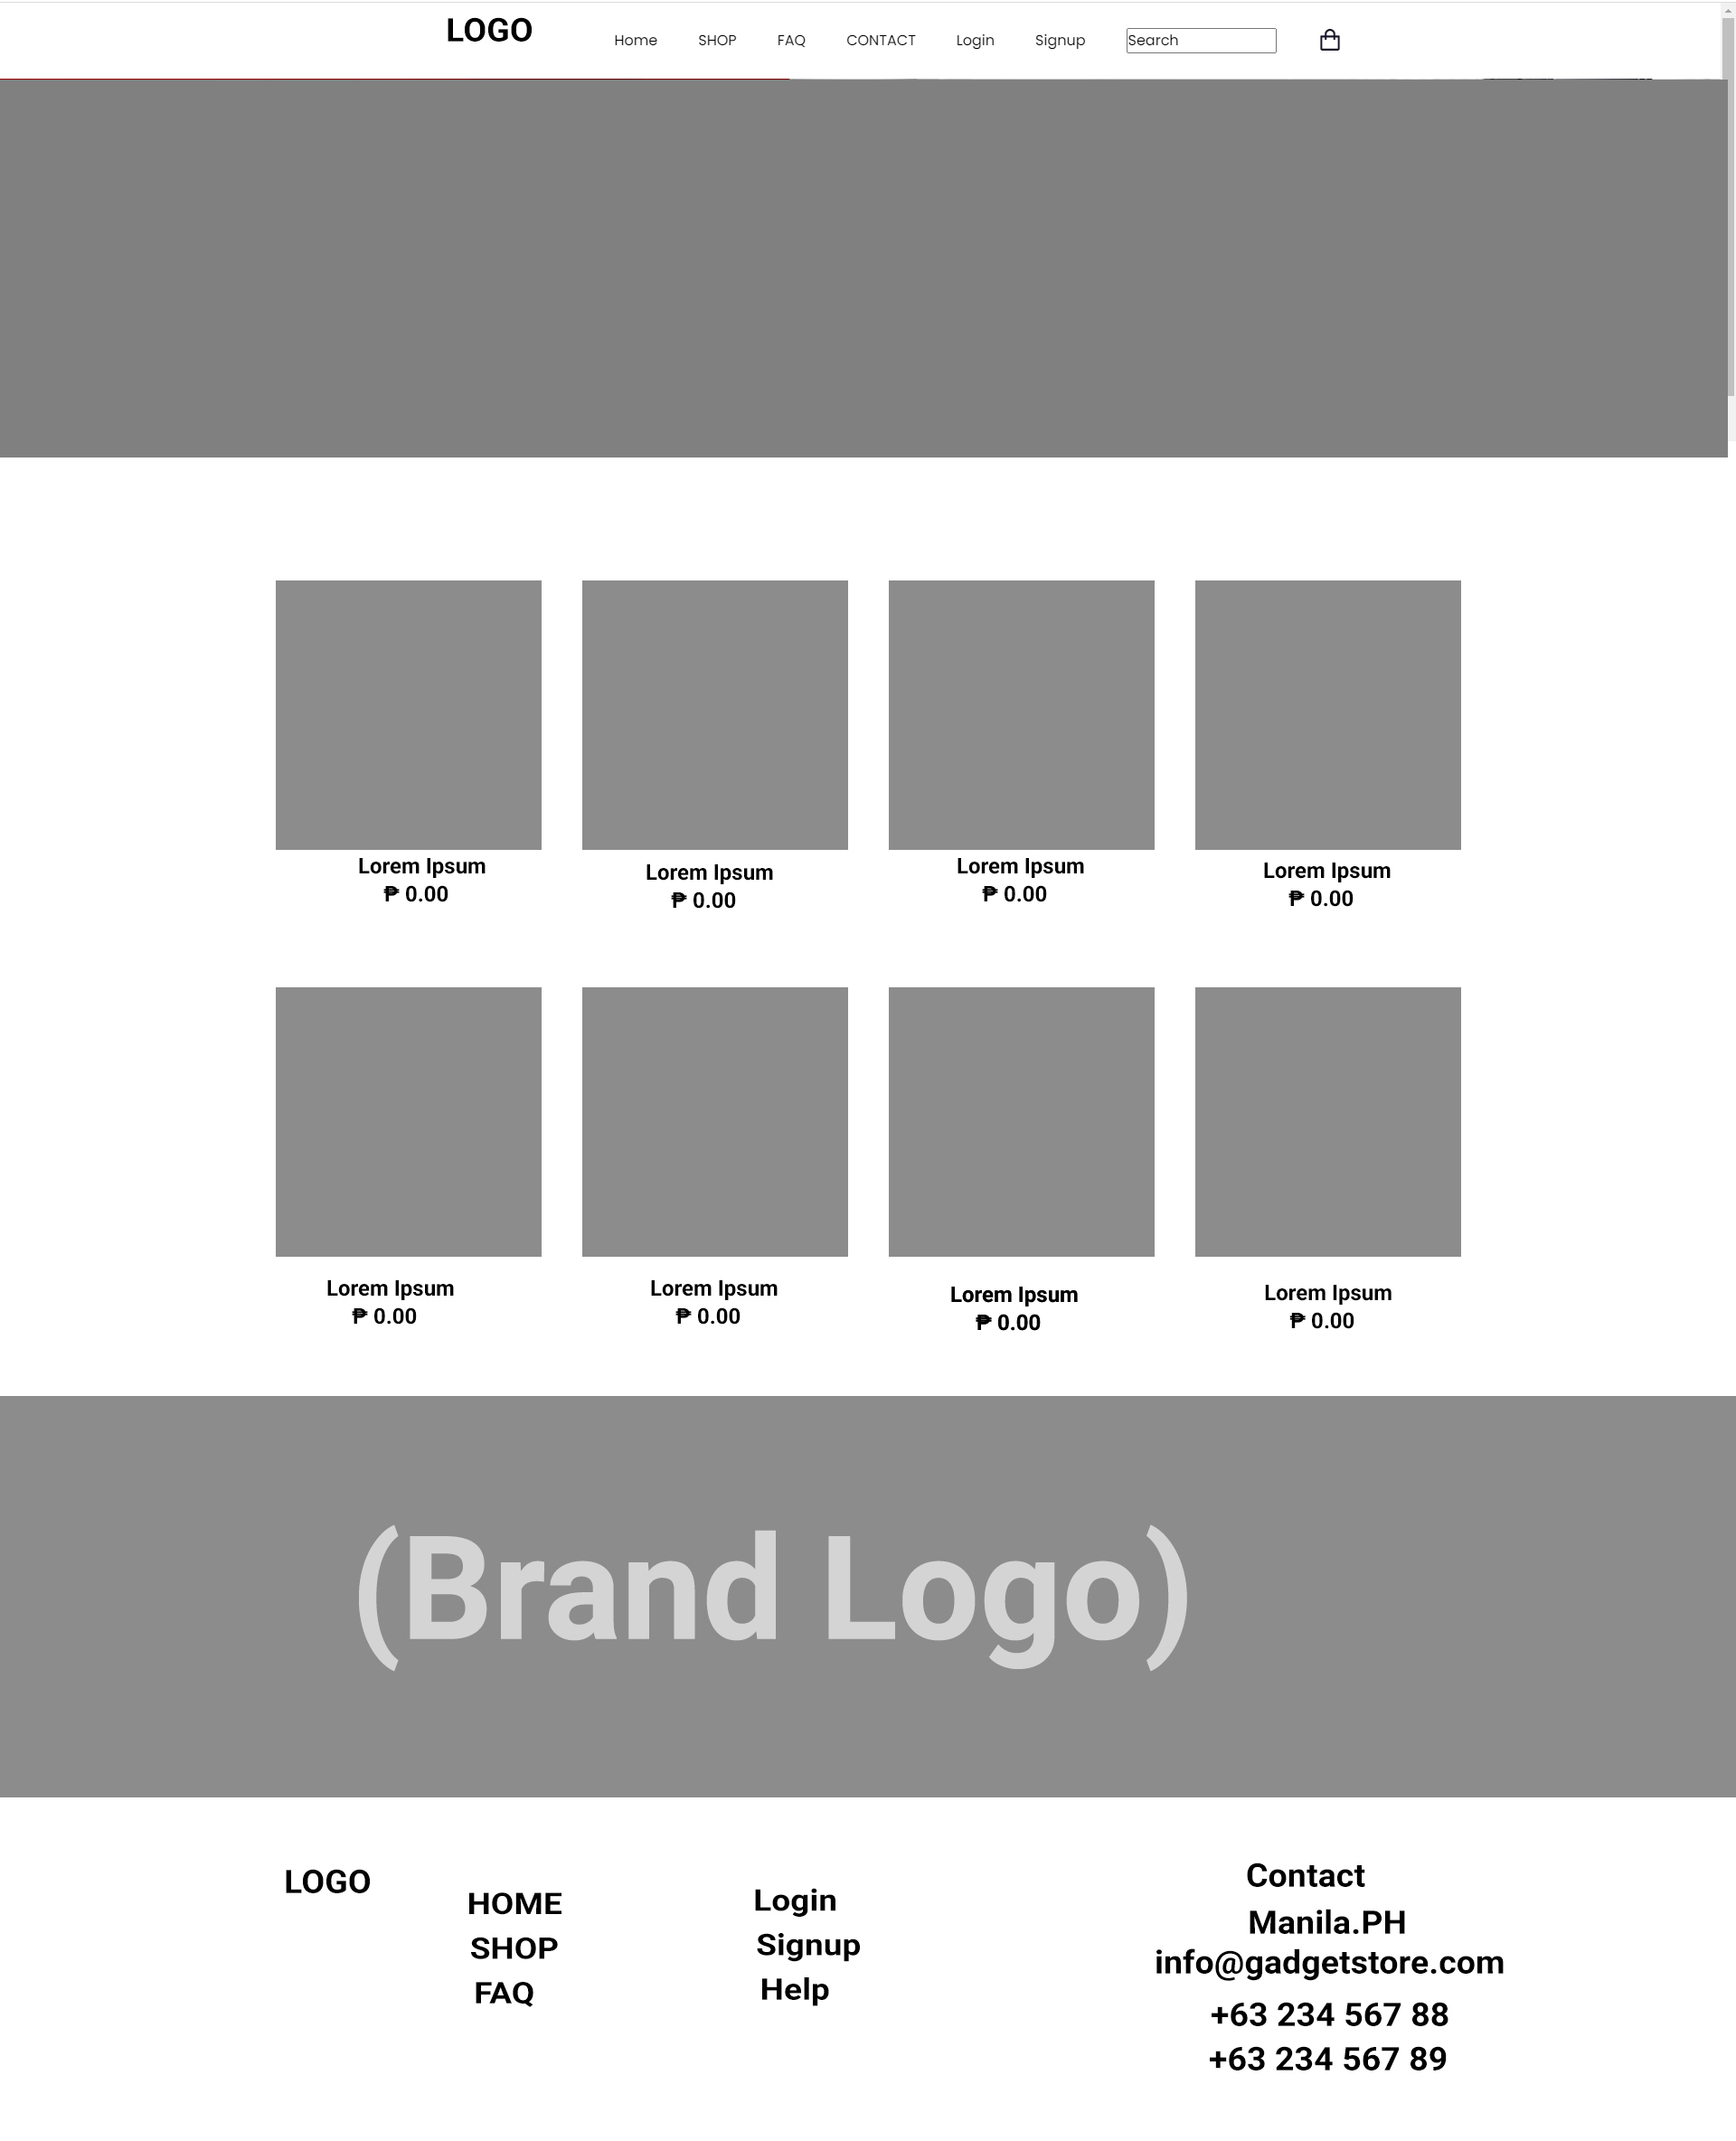 LOGO Home SHOP FAQ CONTACT Login Signup Search
Lorem Ipsum
₱ 0.00
Lorem Ipsum
₱ 0.00
Lorem Ipsum
₱ 0.00
Lorem Ipsum
₱ 0.00
Lorem Ipsum
₱ 0.00
Lorem Ipsum
₱ 0.00
Lorem Ipsum
₱ 0.00
Lorem Ipsum
₱ 0.00
(Brand Logo)
LOGO
HOME
SHOP
FAQ
Login
Signup
Help
Contact
Manila.PH
info@gadgetstore.com
+63 234 567 88
+63 234 567 89